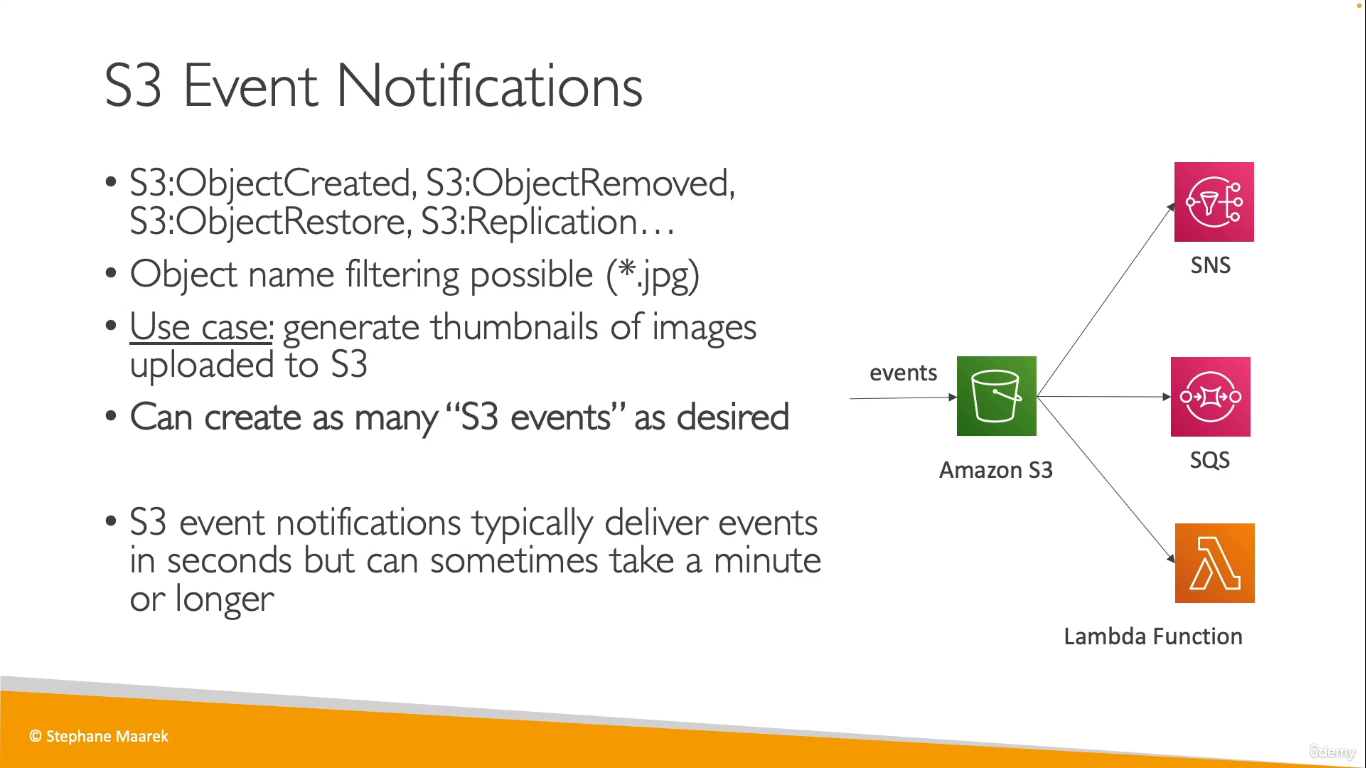 S3 Event Notifications
• S3:ObjectCreated, S3:ObjectRemoved,
S3:ObjectRestore, S3:Replication…
• Object name filtering possible (*.jpg)
• Use case: generate thumbnails of images
uploaded to S3
• Can create as many “S3 events” as desired
• S3 event notifications typically deliver events
in seconds but can sometimes take a minute
or longer
events
Amazon S3
SNS
SQS
Lambda Function
© Stephane Maarek
ûdemy